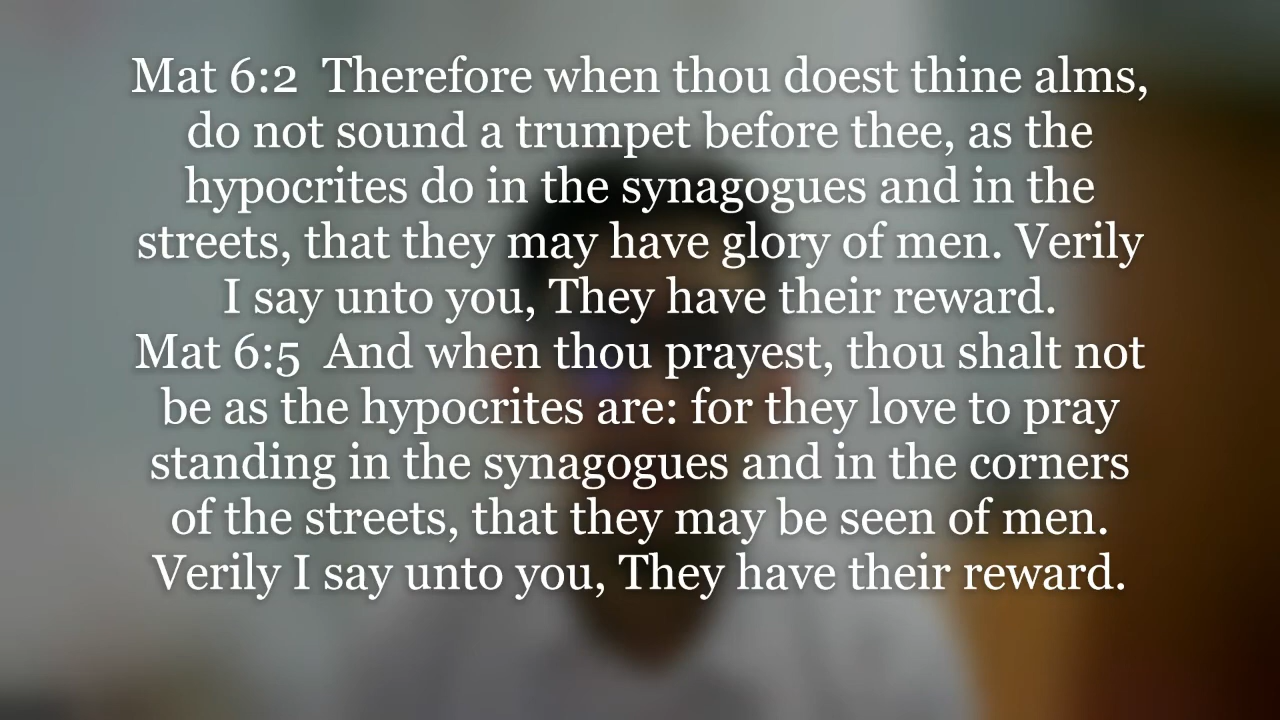 Mat 6:2  Therefore when thou doest thine alms,
do not sound a trumpet before thee, as the
hypocrites do in the synagogues and in the
streets, that they may have glory of men. Verily
I say unto you, They have their reward.
Mat 6:5  And when thou prayest, thou shalt not
be as the hypocrites are: for they love to pray
standing in the synagogues and in the corners
of the streets, that they may be seen of men.
Verily I say unto you, They have their reward.